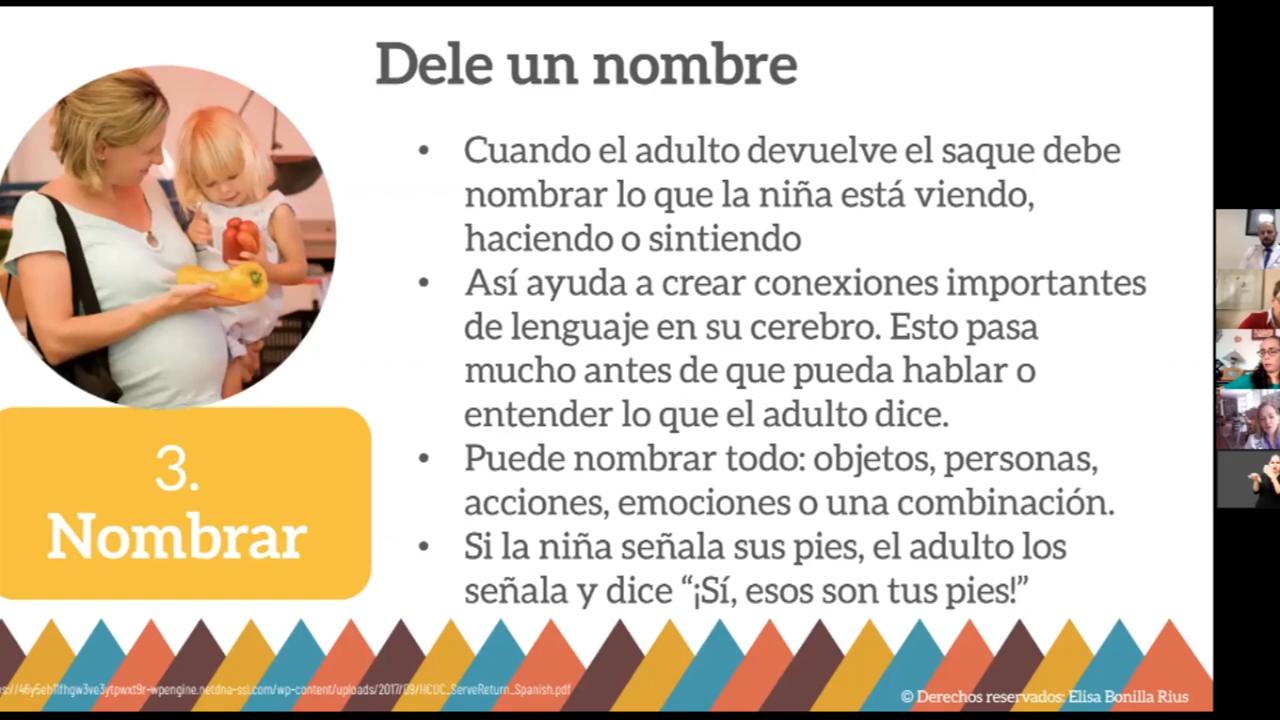 Dele un nombre
• Cuando el adulto devuelve el saque debe
nombrar lo que la niña está viendo,
haciendo o sintiendo
• Así ayuda a crear conexiones importantes
de lenguaje en su cerebro. Esto pasa
mucho antes de que pueda hablar o
entender lo que el adulto dice.
• Puede nombrar todo: objetos, personas,
acciones, emociones o una combinación.
• Si la niña señala sus pies, el adulto los
señala y dice “¡Sí, esos son tus pies!”
3.
Nombrar
© Derechos reservados: Elisa Bonilla Rius